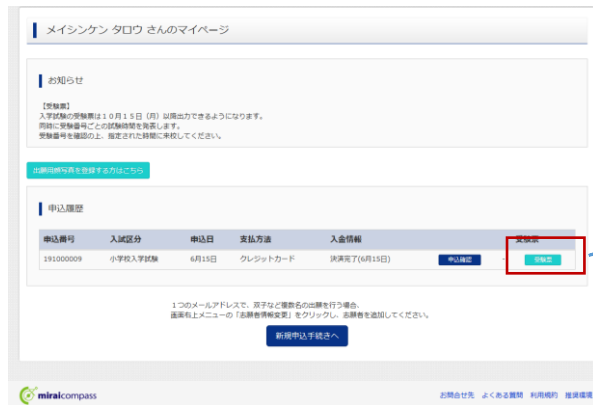 メイシンケン タロウ さんのマイページ
お知らせ
【受験票】
入学試験の受験票は１０月１５日（月）以降出力できるようになります。
同時に受験番号ごとの試験時間を発表します。
受験番号を確認の上、指定された時間に来校してください。
出願用顔写真を登録する方はこちら
申込履歴
申込番号 入試区分 申込日 支払方法 入金情報 受験票
191000009 小学校入学試験 6月15日 クレジットカード 決済完了(6月15日) 申込確認 - 受験票
１つのメールアドレスで、双子など複数名の出願を行う場合、
画面右上メニューの「志願者情報変更」をクリックし、志願者を追加してください。
新規申込手続きへ
miraicompass お問合せ先 よくある質問 利用規約 推奨環境